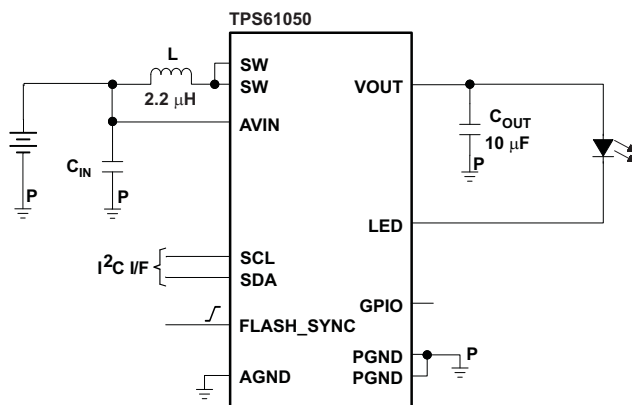 TPS61050
L
2.2 μH
SW
SW
AVIN
C_IN
P
P
VOUT
C_OUT
10 μF
P
LED
I²C I/F
SCL
SDA
FLASH_SYNC
GPIO
AGND
PGND
PGND
P